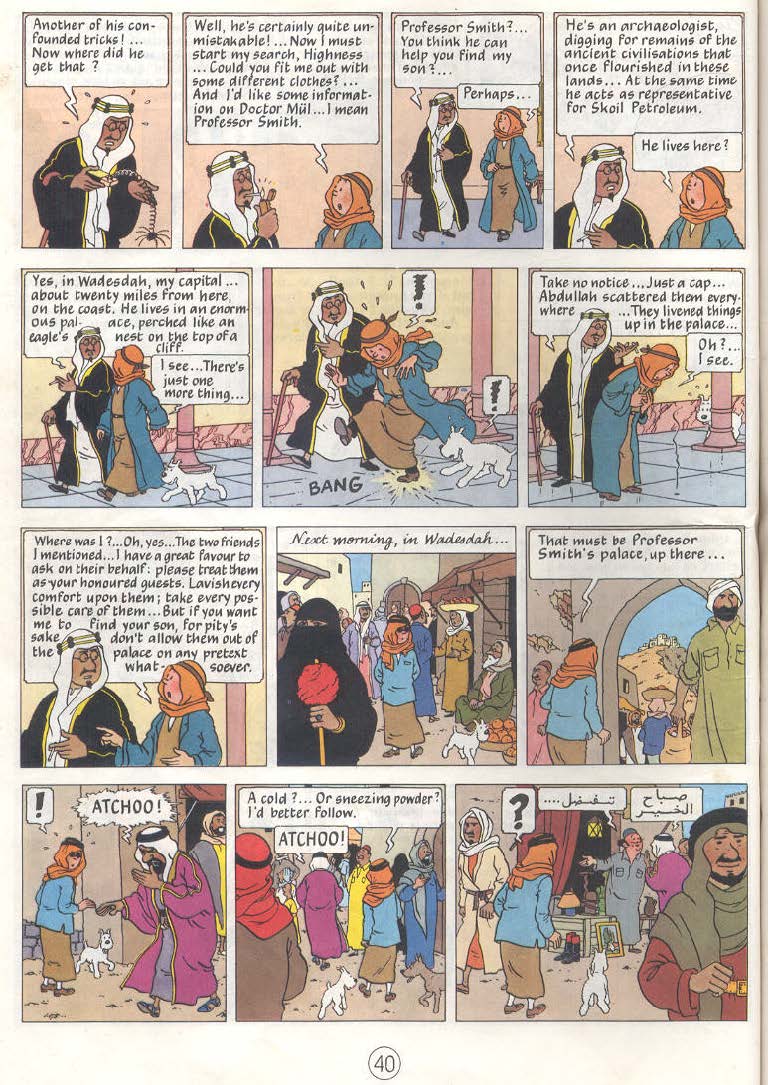 Another of his con-
founded tricks! ...
Now where did he
get that ?
Well, he's certainly quite un-
mistakable! ... Now I must
start my search, Highness
... Could you fit me out with
some different clothes? ...
And I'd like some informat-
ion on Doctor Mül... I mean
Professor Smith.
Professor Smith?...
You think he can
help you find my
son?...
Perhaps...
He's an archaeologist,
digging for remains of the
ancient civilisations that
once flourished in these
lands... At the same time
he acts as representative
for Skoil Petroleum.
He lives here?
Yes, in Wadesdah, my capital ...
about twenty miles from here,
on the coast. He lives in an enorm-
ous pal- ace, perched like an
eagle's nest on the top of a
cliff.
I see...There's
just one
more thing...
!
!
BANG
Take no notice ... Just a cap...
Abdullah scattered them every-
where ...They livened things
up in the palace...
Oh?...
I see.
Where was I ?...Oh, yes...The two friends
I mentioned...I have a great favour to
ask on their behalf: please treat them
as your honoured guests. Lavish every
comfort upon them; take every pos-
sible care of them ... But if you want
me to find your son, for pity's
sake don't allow them out of
the palace on any pretext
what- soever.
Next morning, in Wadesdah...
That must be Professor
Smith's palace, up there ...
!
ATCHOO!
A cold ?... Or sneezing powder?
I'd better follow.
ATCHOO!
?
صباح
الخير
تفضل....
40